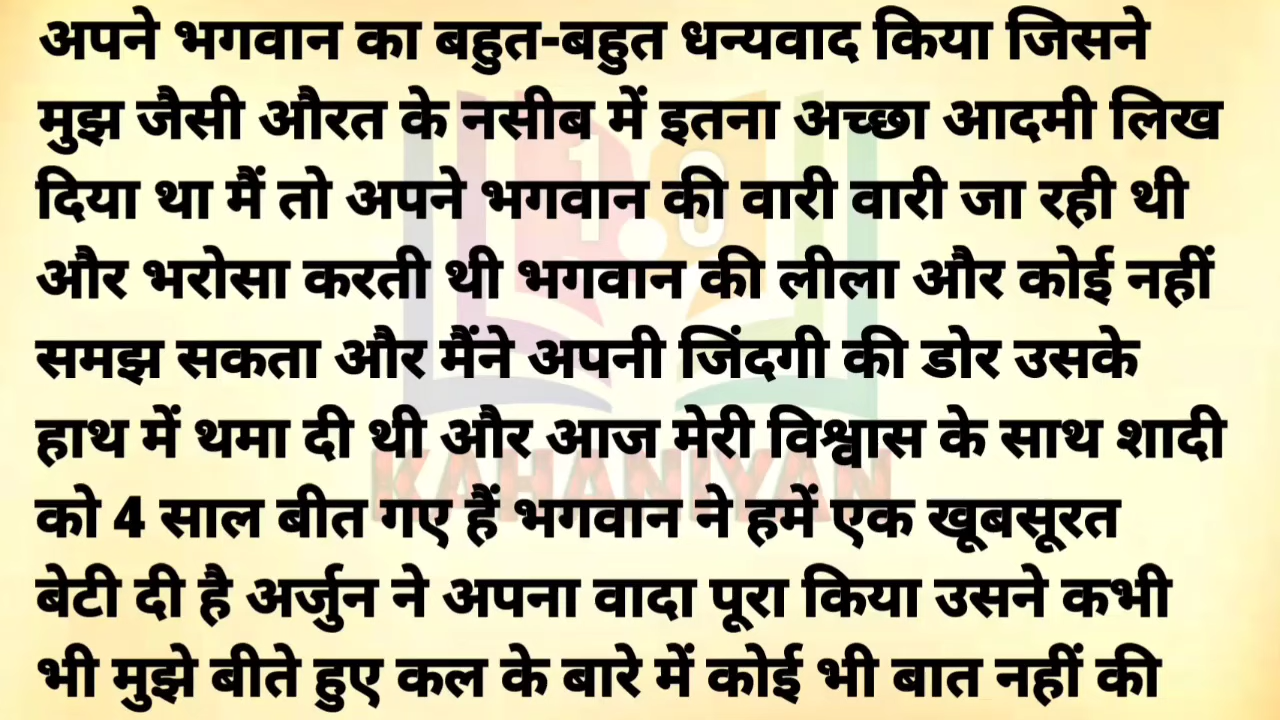 अपने भगवान का बहुत-बहुत धन्यवाद किया जिसने
मुझ जैसी औरत के नसीब में इतना अच्छा आदमी लिख
दिया था मैं तो अपने भगवान की वारी वारी जा रही थी
और भरोसा करती थी भगवान की लीला और कोई नहीं
समझ सकता और मैंने अपनी जिंदगी की डोर उसके
हाथ में थमा दी थी और आज मेरी विश्वास के साथ शादी
को 4 साल बीत गए हैं भगवान ने हमें एक खूबसूरत
बेटी दी है अर्जुन ने अपना वादा पूरा किया उसने कभी
भी मुझे बीते हुए कल के बारे में कोई भी बात नहीं की
10
KAHANIYAN